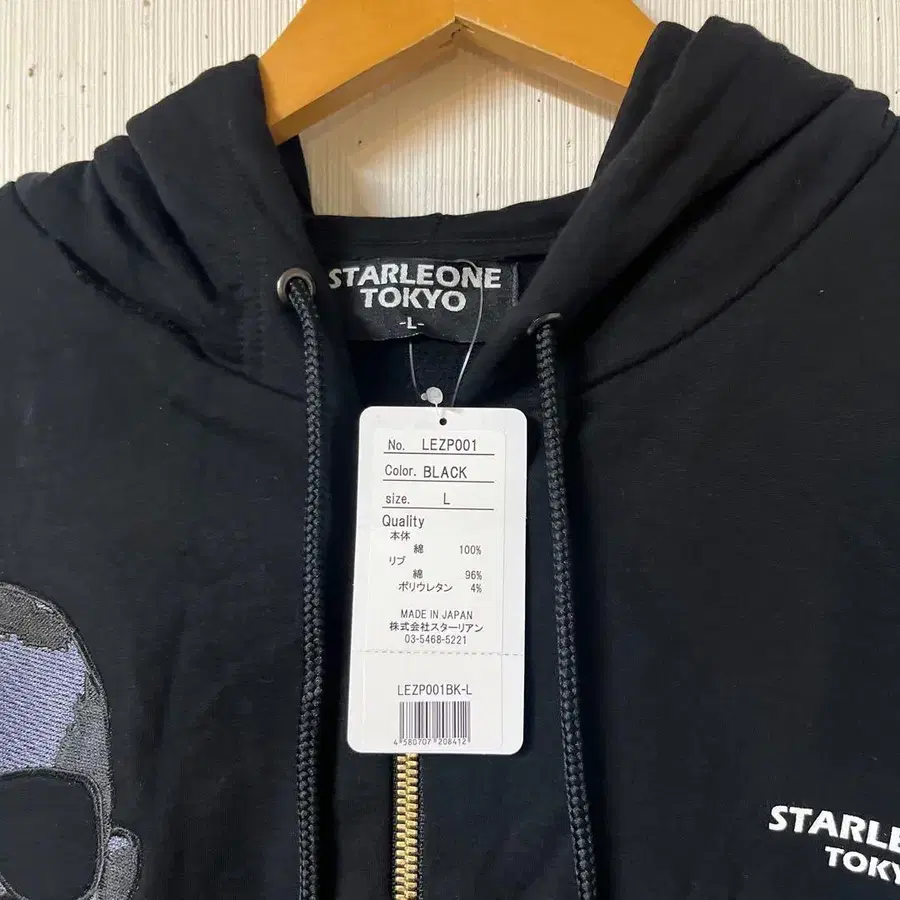 STARLEONE
TOKYO
-L-
No. LEZP001
Color. BLACK
size. L
Quality
本体
綿 100%
リブ
綿 96%
ポリウレタン 4%
MADE IN JAPAN
株式会社スターリアン
03-5468-5221
LEZP001BK-L
4 580707 208412
STARLE
TOKY